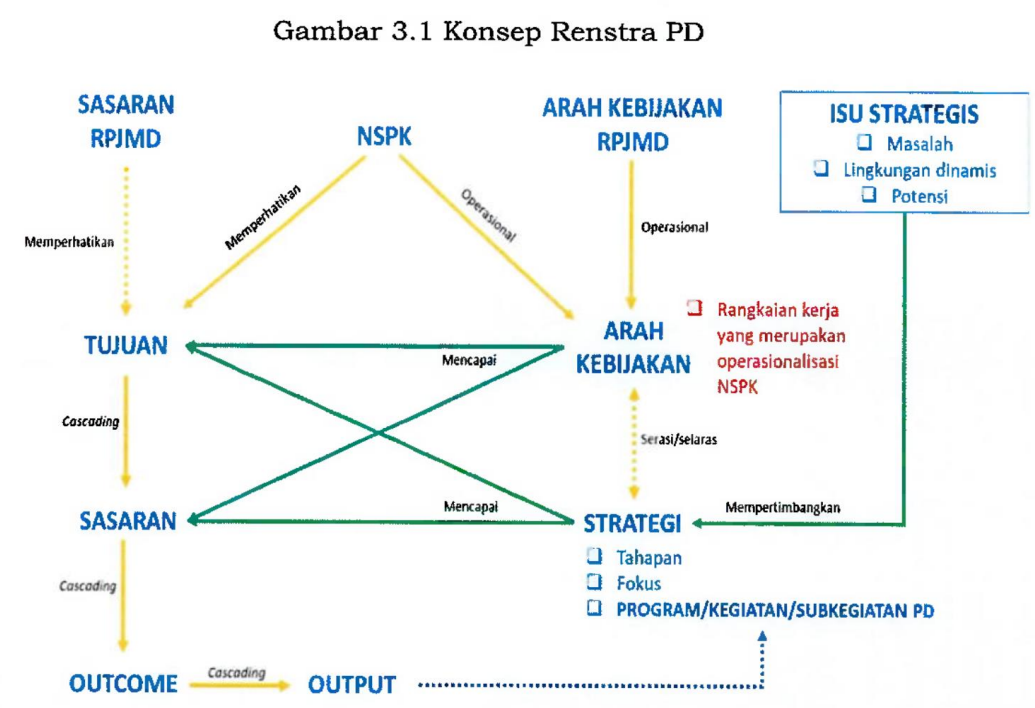 Gambar 3.1 Konsep Renstra PD
SASARAN
RPJMD
NSPK
ARAH KEBIJAKAN
RPJMD
ISU STRATEGIS
Masalah
Lingkungan dinamis
Potensi
Memperhatikan
Memperhatikan
Operasional
Operasional
TUJUAN
ARAH
KEBIJAKAN
Rangkaian kerja
yang merupakan
operasionalisasi
NSPK
Mencapai
Cascading
Serasi/selaras
SASARAN
Mencapai
STRATEGI
Mempertimbangkan
Tahapan
Fokus
PROGRAM/KEGIATAN/SUBKEGIATAN PD
Cascading
OUTCOME
Cascading
OUTPUT